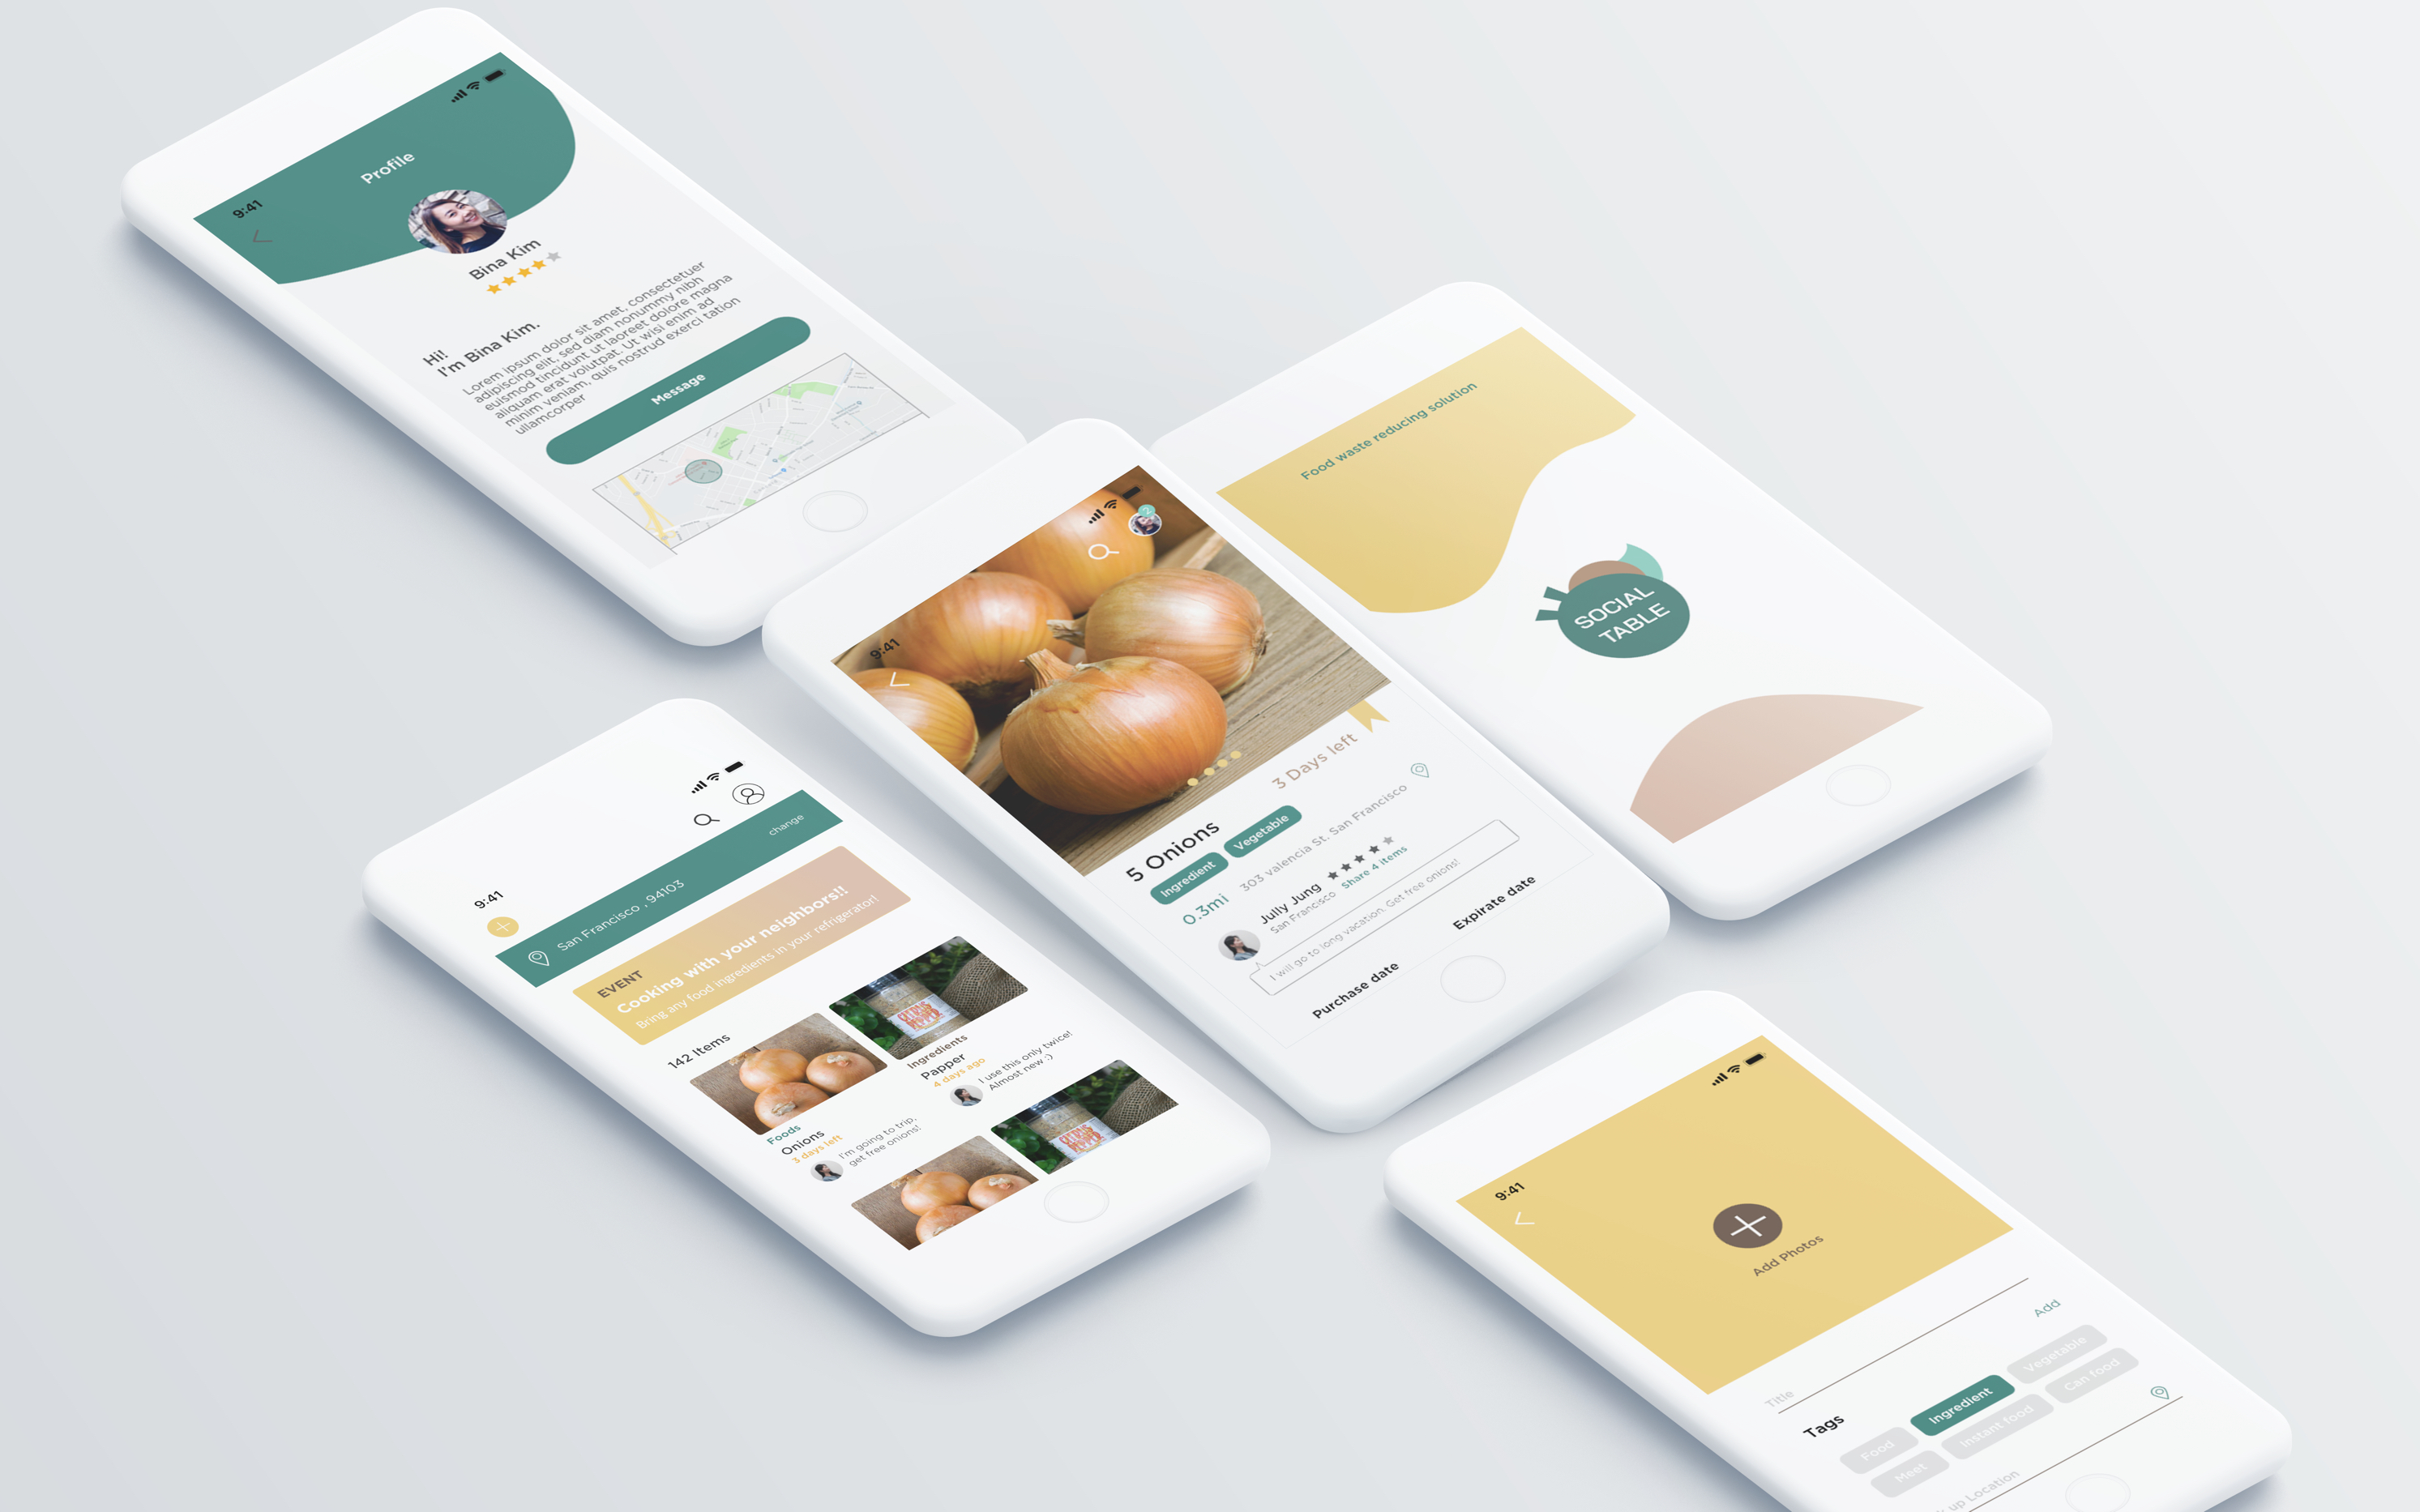 9:41
Profile
Bina Kim
Hi!
I'm Bina Kim.
Lorem ipsum dolor sit amet, consectetuer
adipiscing elit, sed diam nonummy nibh
euismod tincidunt ut laoreet dolore magna
aliquam erat volutpat. Ut wisi enim ad
minim veniam, quis nostrud exerci tation
ullamcorper
Message
Food waste reducing solution
SOCIAL
TABLE
9:41
2
3 Days left
5 Onions
Ingredient Vegetable
0.3mi 303 valencia St. San Francisco
Jully Jung
San Francisco Share 4 items
I will go to long vacation. Get free onions!
Purchase date Expirate date
9:41
San Francisco , 94103 change
EVENT
Cooking with your neighbors!!
Bring any food ingredients in your refrigerator!
142 Items
Foods
Onions
3 days left
I'm going to trip,
get free onions!
CITRUS
PEPPER
Ingredients
Papper
4 days ago
I use this only twice!
Almost new :)
CITRUS
PEPPER
9:41
Add Photos
Title
Add
Tags
Food Ingredient Vegetable
Meet Instant food Can food
up Location